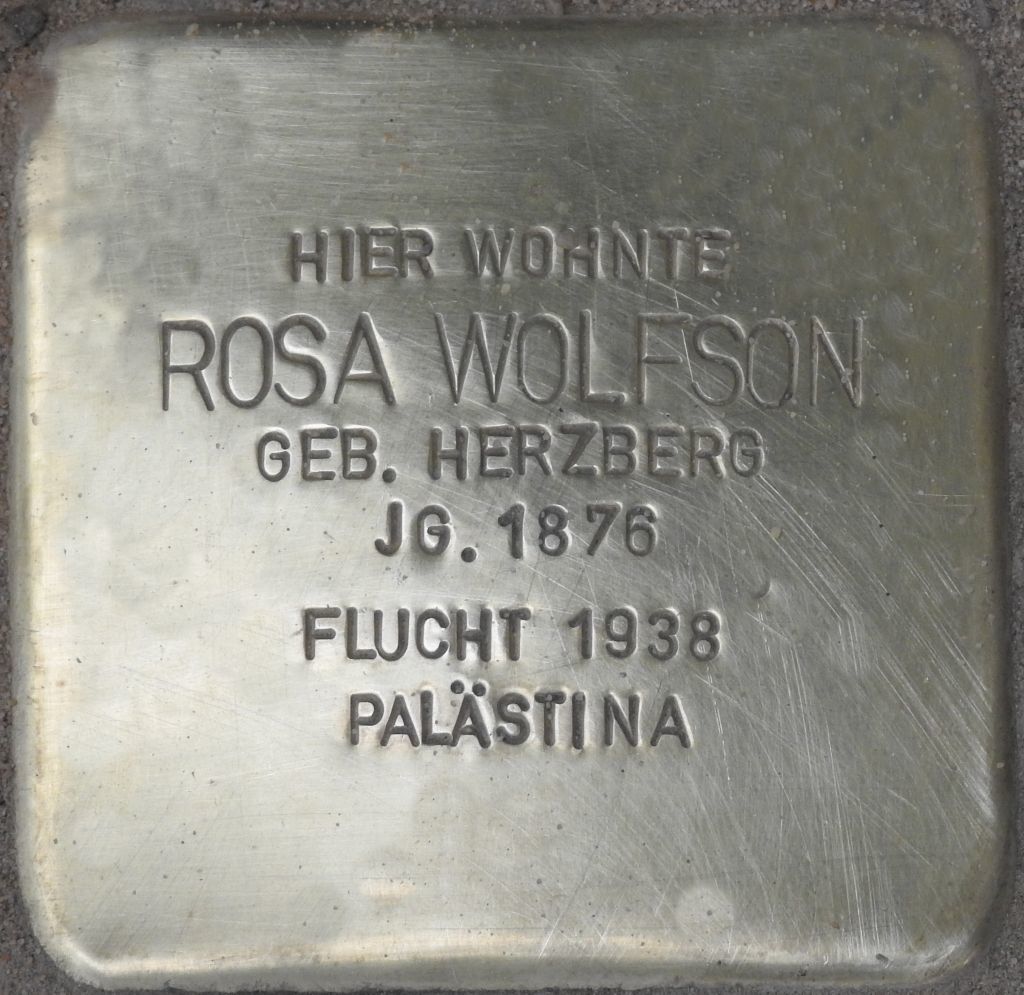 HIER WOHNTE
ROSA WOLFSON
GEB. HERZBERG
JG. 1876
FLUCHT 1938
PALÄSTINA